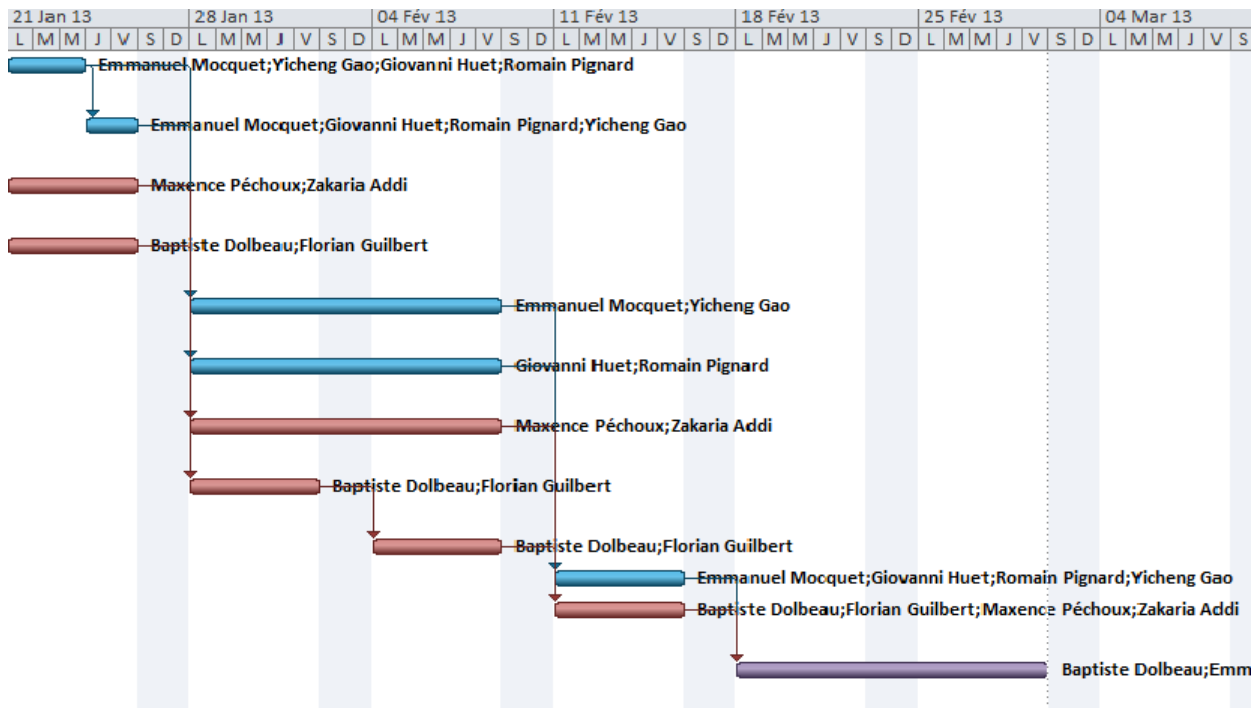 21 Jan 13 28 Jan 13 04 Fév 13 11 Fév 13 18 Fév 13 25 Fév 13 04 Mar 13
L M M J V S D L M M J V S D L M M J V S D L M M J V S D L M M J V S D L M M J V S D L M M J V S
Emmanuel Mocquet;Yicheng Gao;Giovanni Huet;Romain Pignard
Emmanuel Mocquet;Giovanni Huet;Romain Pignard;Yicheng Gao
Maxence Péchoux;Zakaria Addi
Baptiste Dolbeau;Florian Guilbert
Emmanuel Mocquet;Yicheng Gao
Giovanni Huet;Romain Pignard
Maxence Péchoux;Zakaria Addi
Baptiste Dolbeau;Florian Guilbert
Baptiste Dolbeau;Florian Guilbert
Emmanuel Mocquet;Giovanni Huet;Romain Pignard;Yicheng Gao
Baptiste Dolbeau;Florian Guilbert;Maxence Péchoux;Zakaria Addi
Baptiste Dolbeau;Emm